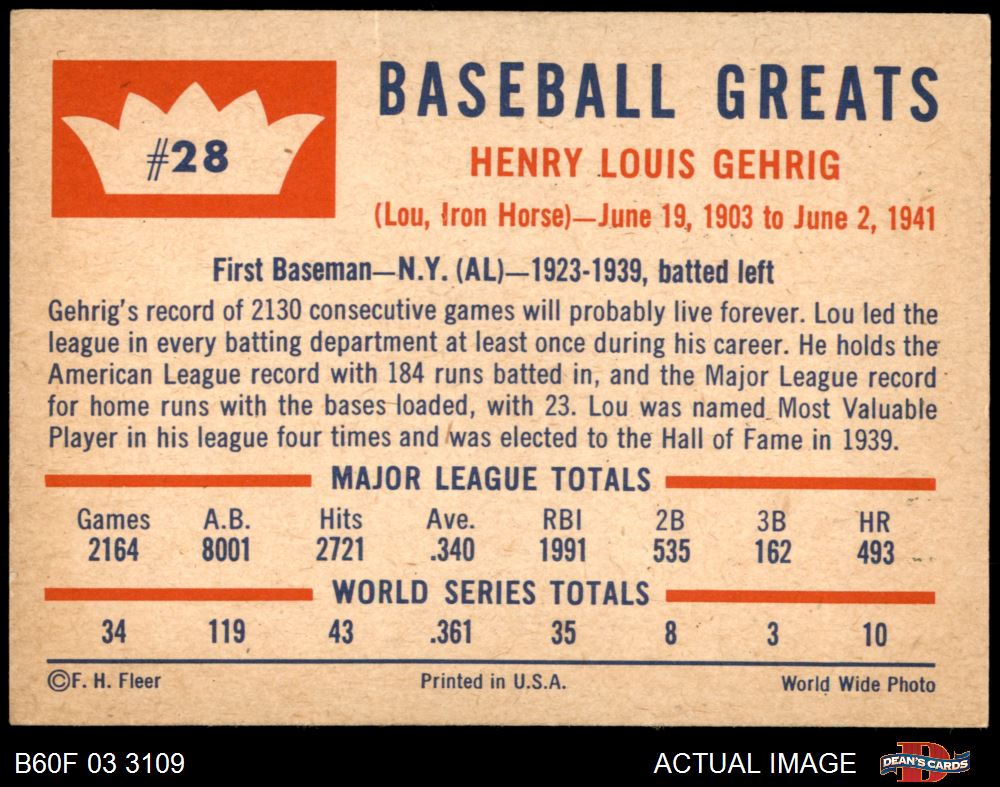 #28
BASEBALL GREATS
HENRY LOUIS GEHRIG
(Lou, Iron Horse)—June 19, 1903 to June 2, 1941
First Baseman—N.Y. (AL)—1923-1939, batted left
Gehrig's record of 2130 consecutive games will probably live forever. Lou led the
league in every batting department at least once during his career. He holds the
American League record with 184 runs batted in, and the Major League record
for home runs with the bases loaded, with 23. Lou was named Most Valuable
Player in his league four times and was elected to the Hall of Fame in 1939.
MAJOR LEAGUE TOTALS
Games A.B. Hits Ave. RBI 2B 3B HR
2164 8001 2721 .340 1991 535 162 493
WORLD SERIES TOTALS
34 119 43 .361 35 8 3 10
©F. H. Fleer Printed in U.S.A. World Wide Photo
B60F 03 3109 ACTUAL IMAGE D DEAN'S CARDS